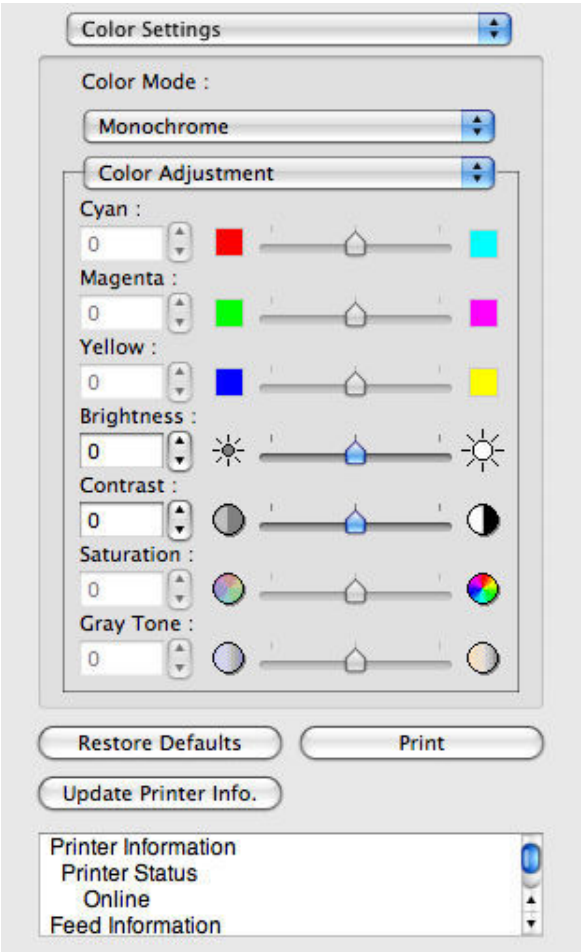 Color Settings
Color Mode :
Monochrome
Color Adjustment
Cyan :
0
Magenta :
0
Yellow :
0
Brightness :
0
Contrast :
0
Saturation :
0
Gray Tone :
0
Restore Defaults Print
Update Printer Info.
Printer Information
Printer Status
Online
Feed Information